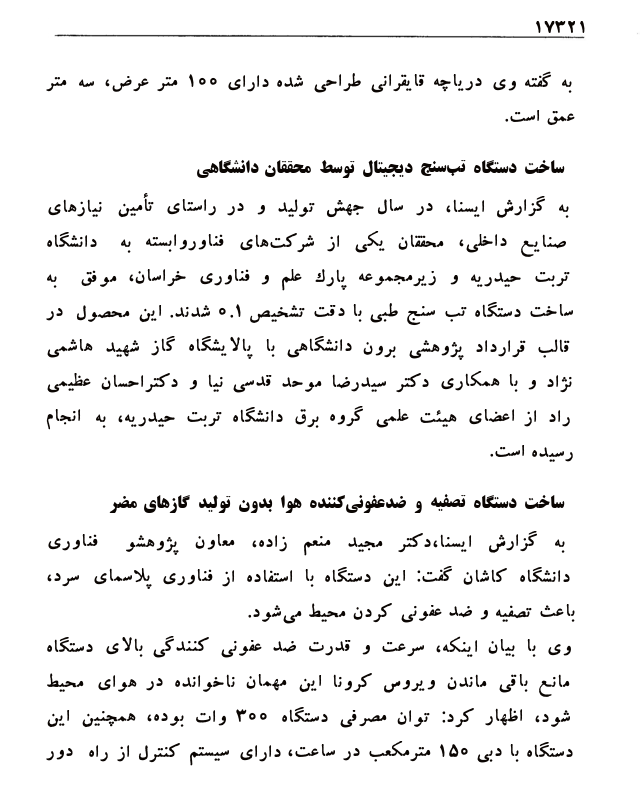 ۱۷۳۲۱
به گفته وی دریاچه قایقرانی طراحی شده دارای ۱۰۰ متر عرض، سه متر
عمق است.
ساخت دستگاه تب‌سنج دیجیتال توسط محققان دانشگاهی
به گزارش ایسنا، در سال جهش تولید و در راستای تأمین نیازهای
صنایع داخلی، محققان یکی از شرکت‌های فناوروابسته به دانشگاه
تربت حیدریه و زیرمجموعه پارك علم و فناوری خراسان، موفق به
ساخت دستگاه تب سنج طبی با دقت تشخیص ۰.۱ شدند. این محصول در
قالب قرارداد پژوهشی برون دانشگاهی با پالایشگاه گاز شهید هاشمی
نژاد و با همکاری دکتر سیدرضا موحد قدسی نیا و دکتراحسان عظیمی
راد از اعضای هیئت علمی گروه برق دانشگاه تربت حیدریه، به انجام
رسیده است.
ساخت دستگاه تصفیه و ضدعفونی‌کننده هوا بدون تولید گازهای مضر
به گزارش ایسنا،دکتر مجید منعم زاده، معاون پژوهشو فناوری
دانشگاه کاشان گفت: این دستگاه با استفاده از فناوری پلاسمای سرد،
باعث تصفیه و ضد عفونی کردن محیط می‌شود.
وی با بیان اینکه، سرعت و قدرت ضد عفونی کنندگی بالای دستگاه
مانع باقی ماندن ویروس کرونا این مهمان ناخوانده در هوای محیط
شود، اظهار کرد: توان مصرفی دستگاه ۳۰۰ وات بوده، همچنین این
دستگاه با دبی ۱۵۰ مترمکعب در ساعت، دارای سیستم کنترل از راه دور